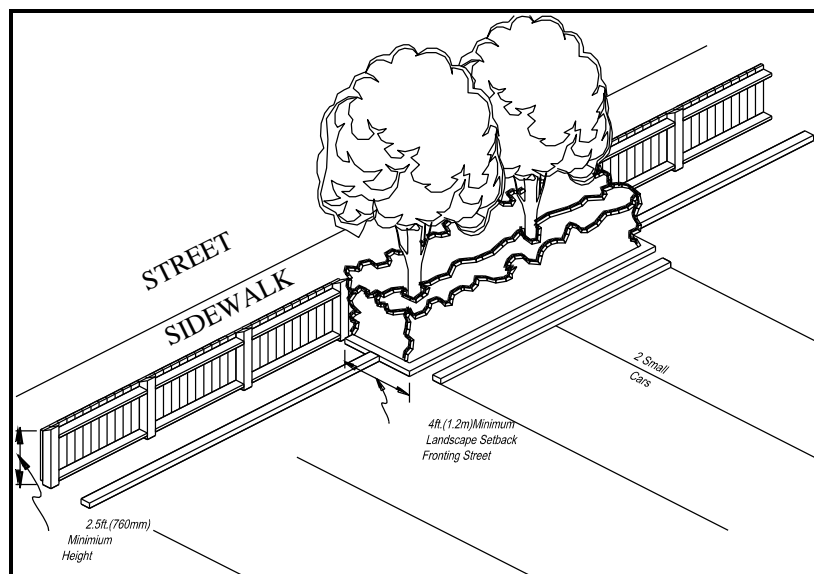 STREET
SIDEWALK
2 Small
Cars
4ft.(1.2m)Minimum
Landscape Setback
Fronting Street
2.5ft.(760mm)
Minimium
Height